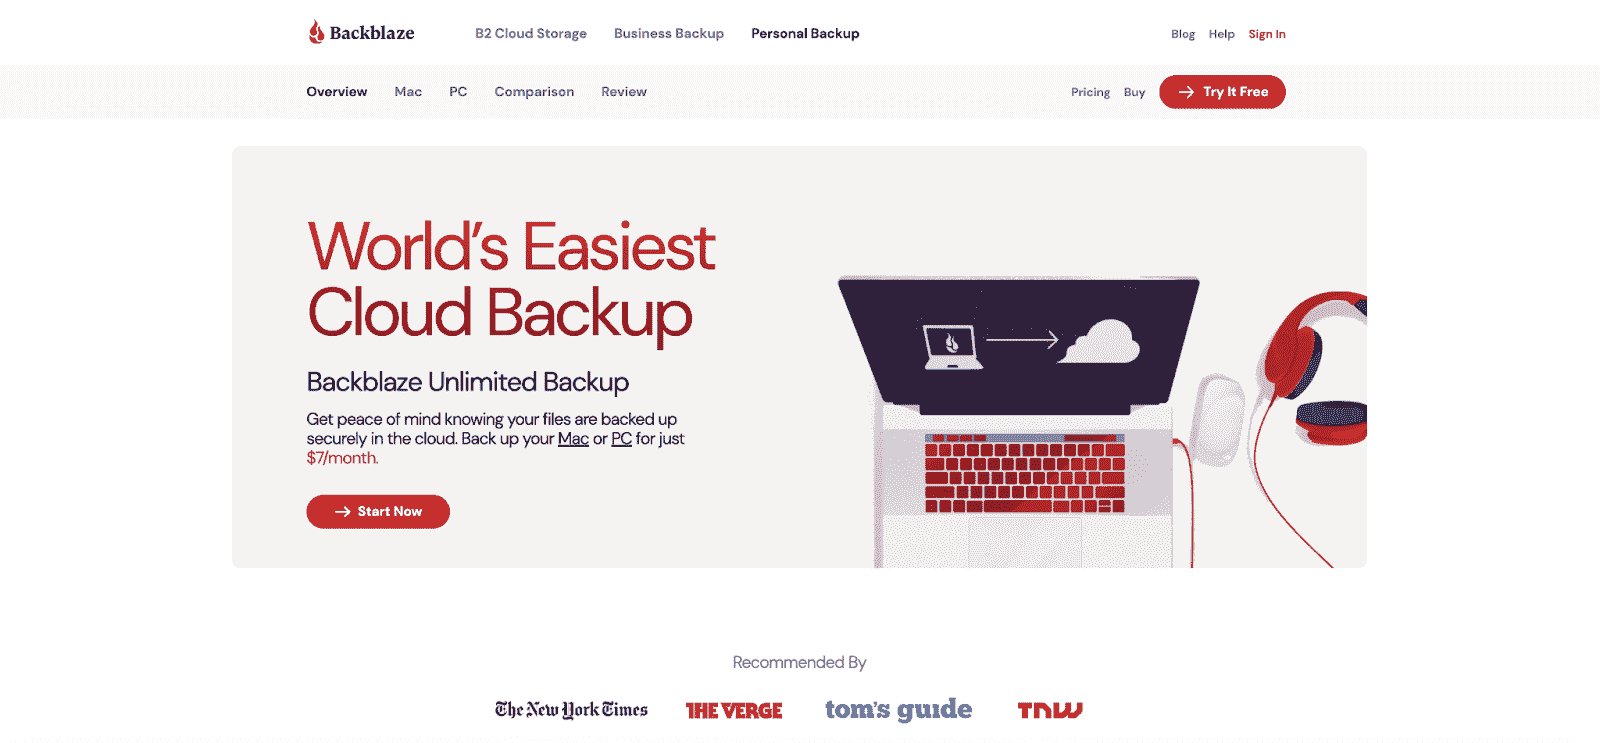 Backblaze
B2 Cloud Storage
Business Backup
Personal Backup
Blog
Help
Sign In
Overview
Mac
PC
Comparison
Review
Pricing
Buy
→ Try It Free
World's Easiest
Cloud Backup
Backblaze Unlimited Backup
Get peace of mind knowing your files are backed up
securely in the cloud. Back up your Mac or PC for just
$7/month.
→ Start Now
Recommended By
The New York Times
THE VERGE
tom's guide
TNW